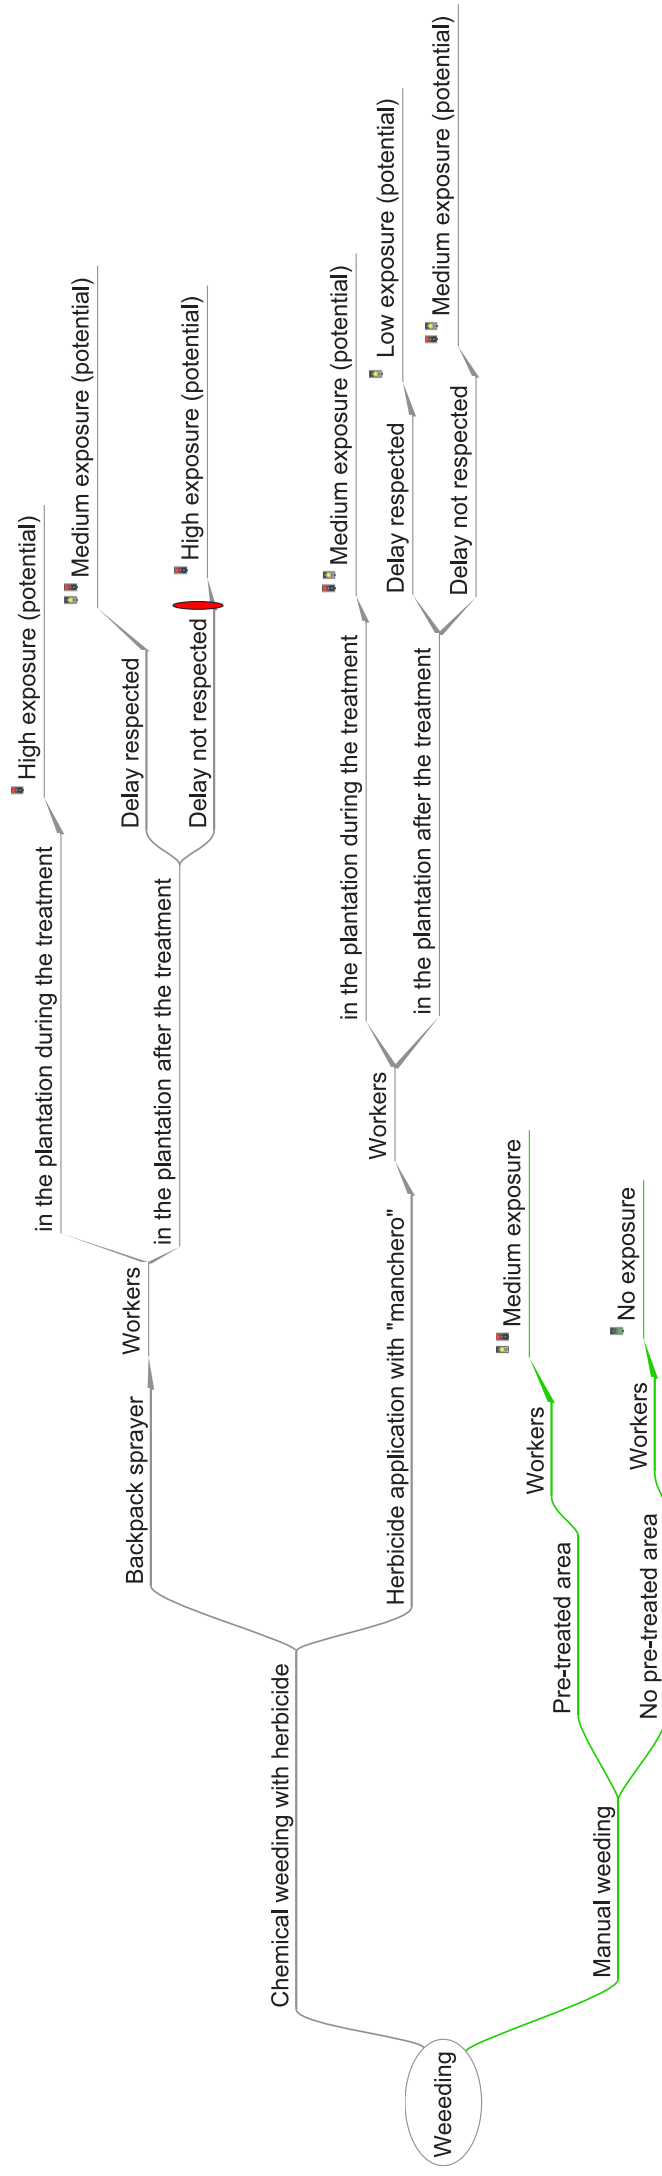 Weeeding
Chemical weeding with herbicide
Backpack sprayer
Workers
in the plantation during the treatment
High exposure (potential)
in the plantation after the treatment
Delay respected
Medium exposure (potential)
Delay not respected
High exposure (potential)
Herbicide application with "manchero"
Workers
in the plantation during the treatment
Medium exposure (potential)
in the plantation after the treatment
Delay respected
Low exposure (potential)
Delay not respected
Medium exposure (potential)
Manual weeding
Pre-treated area
Workers
Medium exposure
No pre-treated area
Workers
No exposure